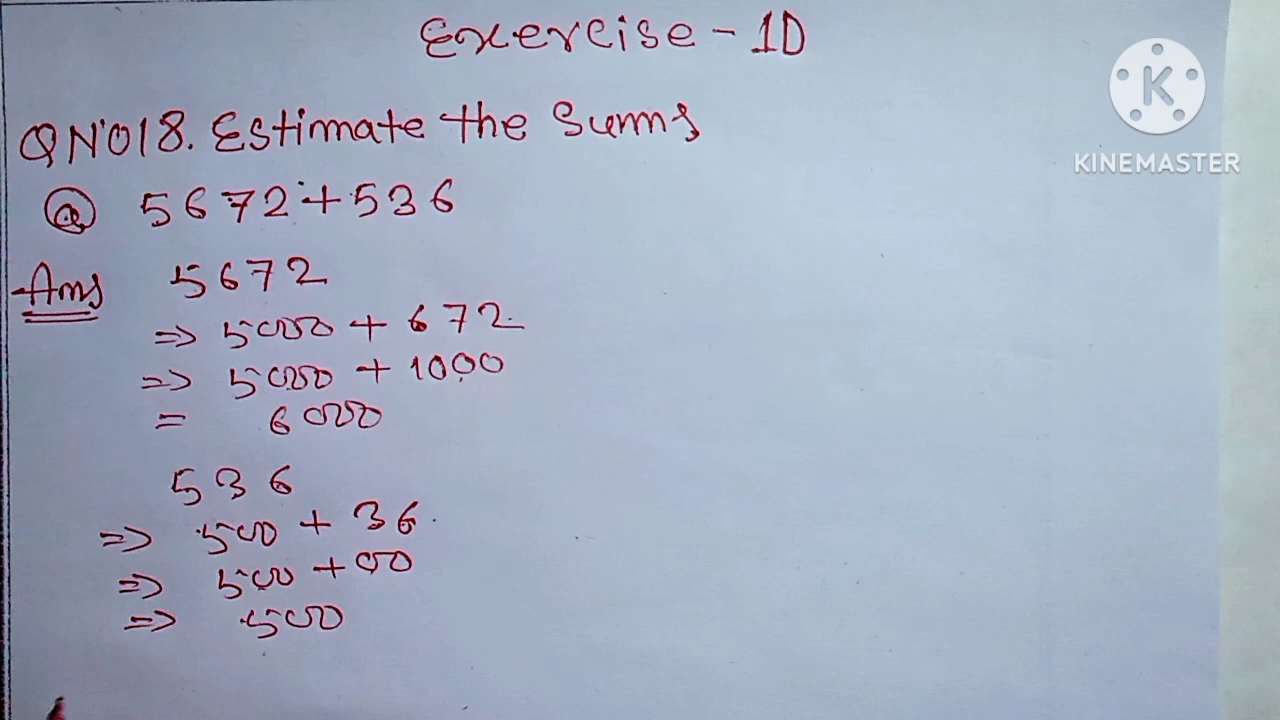 Exercise - 1D
QNO18. Estimate the Sums
(a) 5672 + 536
Ans 5672
⇒ 5000 + 672
⇒ 5000 + 1000
= 6000
536
⇒ 500 + 36
⇒ 500 + 00
⇒ 500
K
KINEMASTER